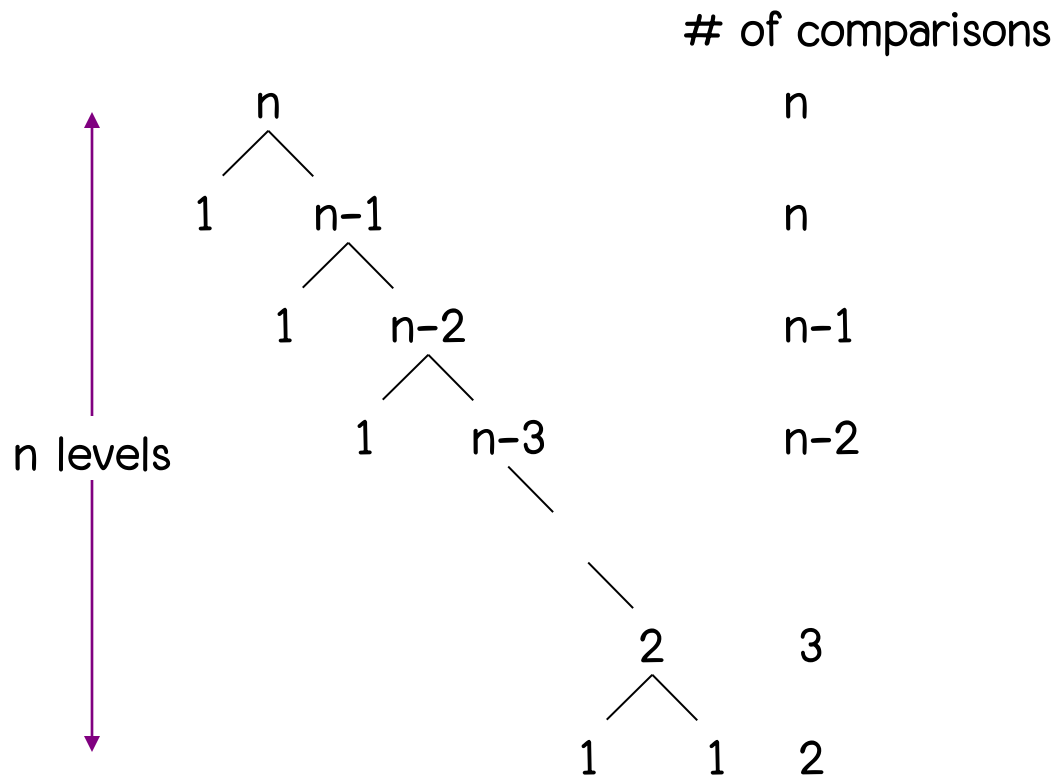 # of comparisons
n n
1 n-1 n
1 n-2 n-1
1 n-3 n-2
n levels
2 3
1 1 2